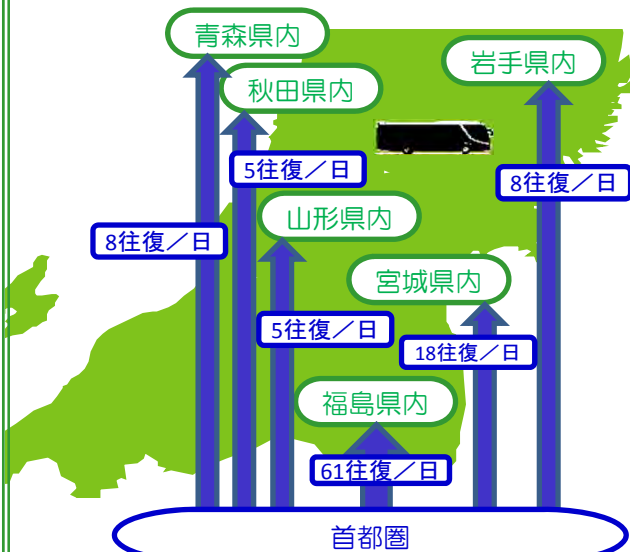 青森県内
岩手県内
秋田県内
5往復／日
8往復／日
山形県内
8往復／日
宮城県内
5往復／日
18往復／日
福島県内
61往復／日
首都圏